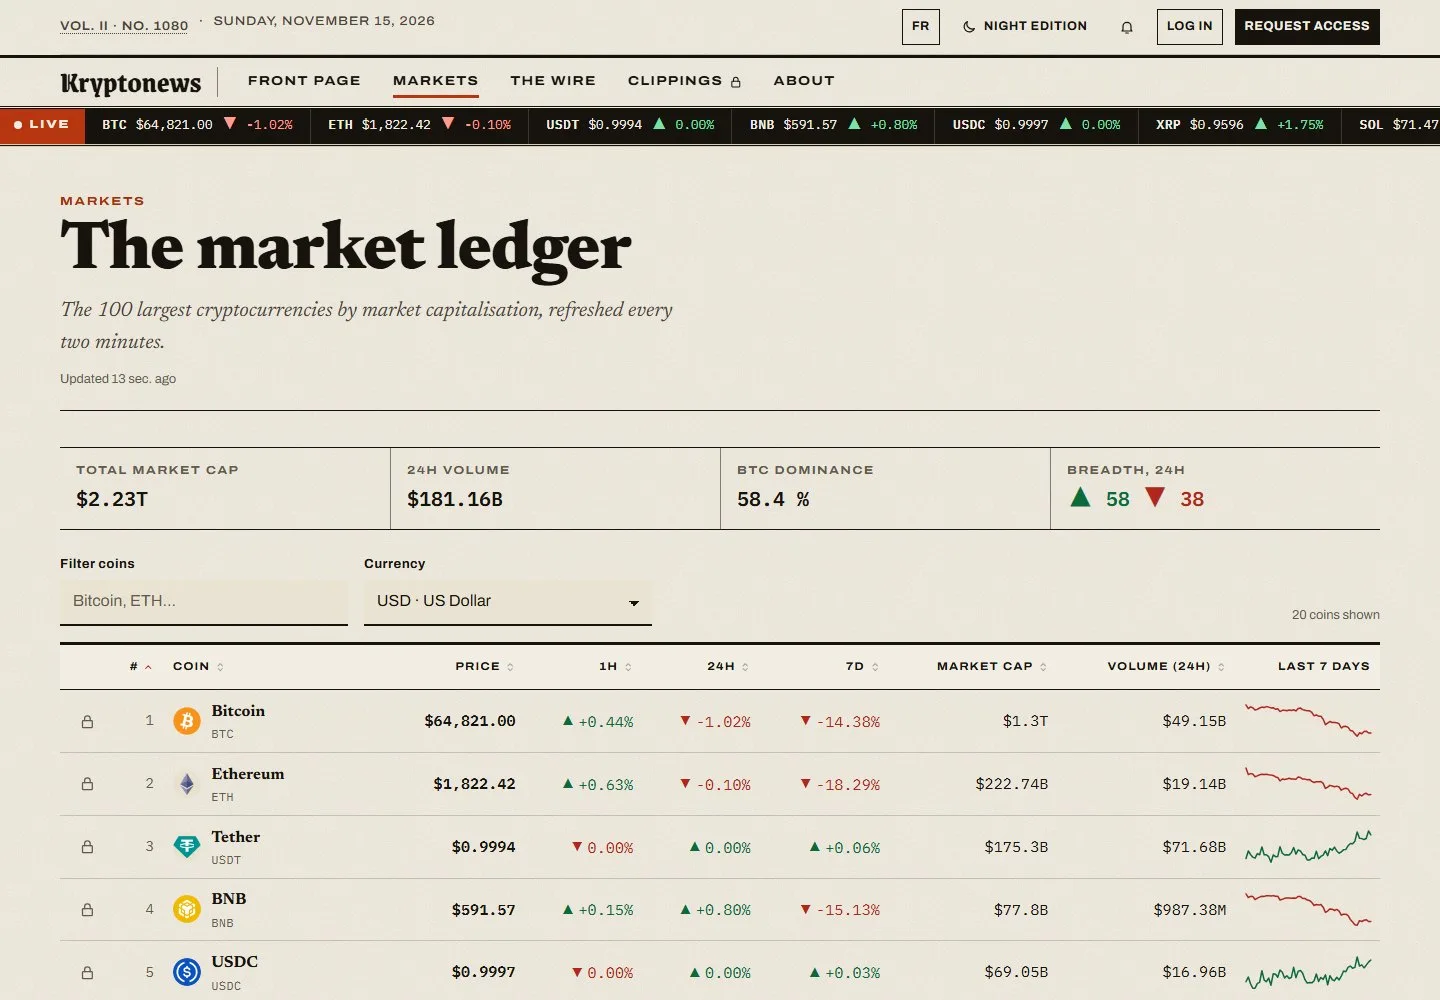 VOL. II · NO. 1080 · SUNDAY, NOVEMBER 15, 2026 FR NIGHT EDITION LOG IN REQUEST ACCESS
Kryptonews FRONT PAGE MARKETS THE WIRE CLIPPINGS ABOUT
LIVE BTC $64,821.00 ▼ -1.02% ETH $1,822.42 ▼ -0.10% USDT $0.9994 ▲ 0.00% BNB $591.57 ▲ +0.80% USDC $0.9997 ▲ 0.00% XRP $0.9596 ▲ +1.75% SOL $71.47
MARKETS
The market ledger
The 100 largest cryptocurrencies by market capitalisation, refreshed every
two minutes.
Updated 13 sec. ago
TOTAL MARKET CAP 24H VOLUME BTC DOMINANCE BREADTH, 24H
$2.23T $181.16B 58.4 % ▲ 58 ▼ 38
Filter coins Currency
Bitcoin, ETH... USD · US Dollar
20 coins shown
# COIN PRICE 1H 24H 7D MARKET CAP VOLUME (24H) LAST 7 DAYS
1 Bitcoin BTC $64,821.00 ▲ +0.44% ▼ -1.02% ▼ -14.38% $1.3T $49.15B
2 Ethereum ETH $1,822.42 ▲ +0.63% ▼ -0.10% ▼ -18.29% $222.74B $19.14B
3 Tether USDT $0.9994 ▼ 0.00% ▲ 0.00% ▲ +0.06% $175.3B $71.68B
4 BNB BNB $591.57 ▲ +0.15% ▲ +0.80% ▼ -15.13% $77.8B $987.38M
5 USDC USDC $0.9997 ▼ 0.00% ▲ 0.00% ▲ +0.03% $69.05B $16.96B